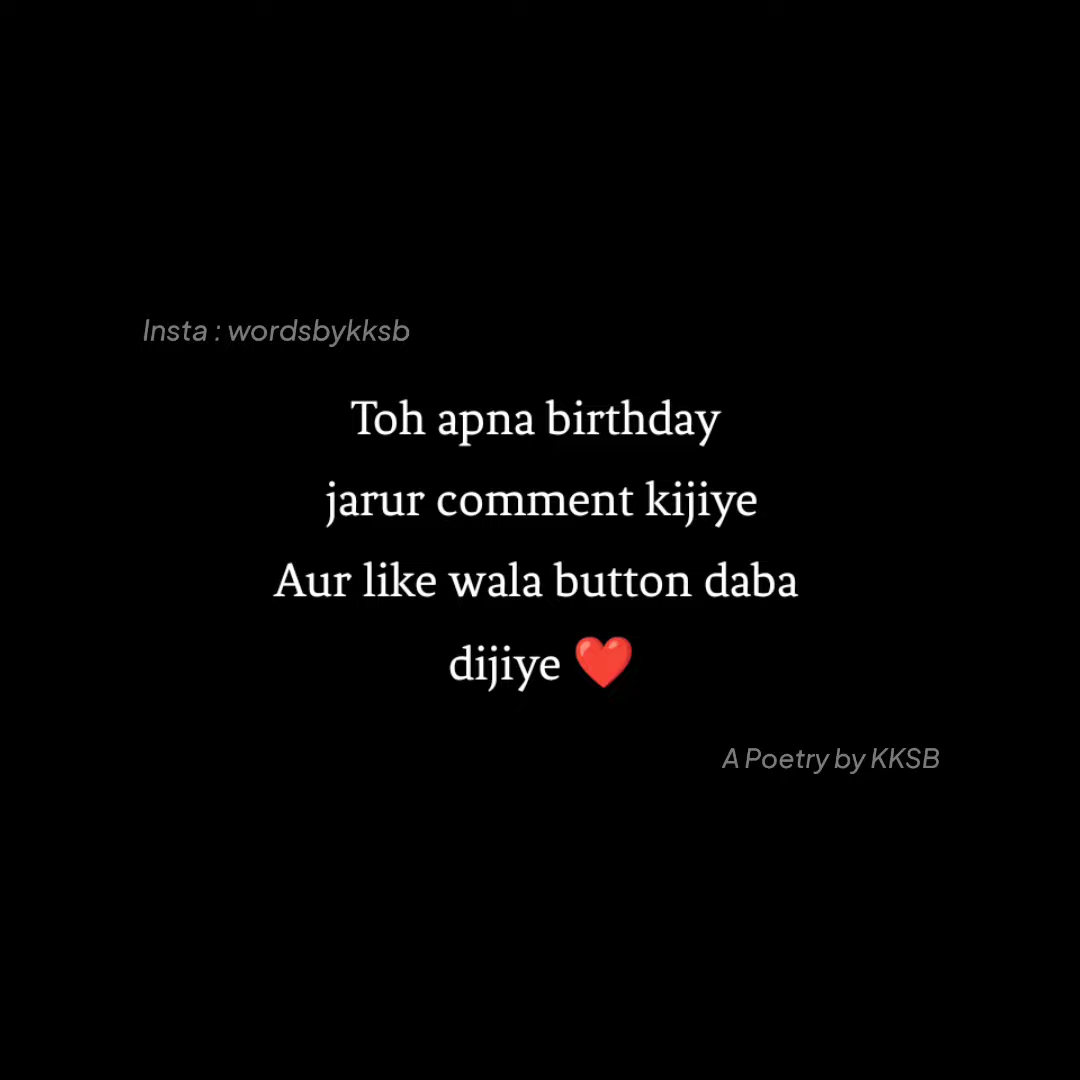 Insta : wordsbykksb
Toh apna birthday
jarur comment kijiye
Aur like wala button daba
dijiye ❤️
A Poetry by KKSB